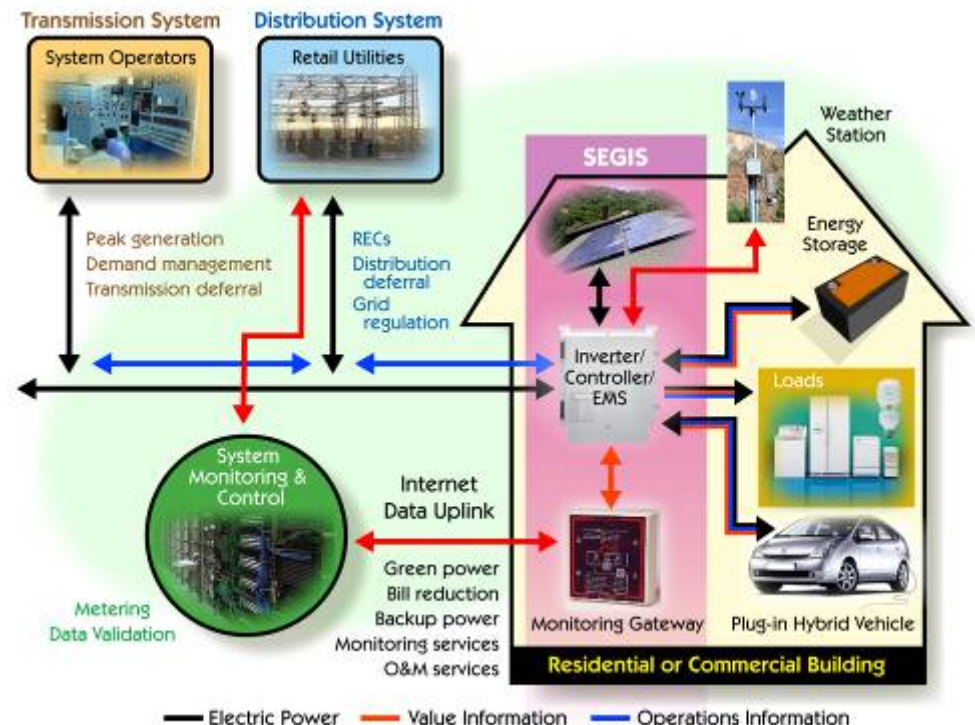 Transmission System
Distribution System
System Operators
Retail Utilities
Weather
Station
SEGIS
Peak generation
Demand management
Transmission deferral
RECs
Distribution
deferral
Grid
regulation
Energy
Storage
Inverter/
Controller/
EMS
Loads
System
Monitoring &
Control
Internet
Data Uplink
Green power
Bill reduction
Backup power
Monitoring services
O&M services
Metering
Data Validation
Monitoring Gateway
Plug-in Hybrid Vehicle
Residential or Commercial Building
Electric Power
Value Information
Operations Information